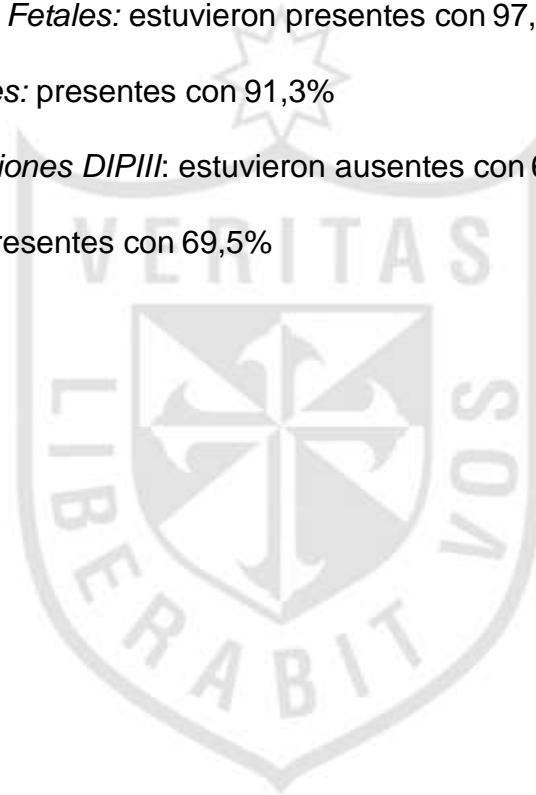 Fetales: estuvieron presentes con 97,
es: presentes con 91,3%
iones DIPIII: estuvieron ausentes con 6
resentes con 69,5%
VERITAS
LIBERABIT
VOS